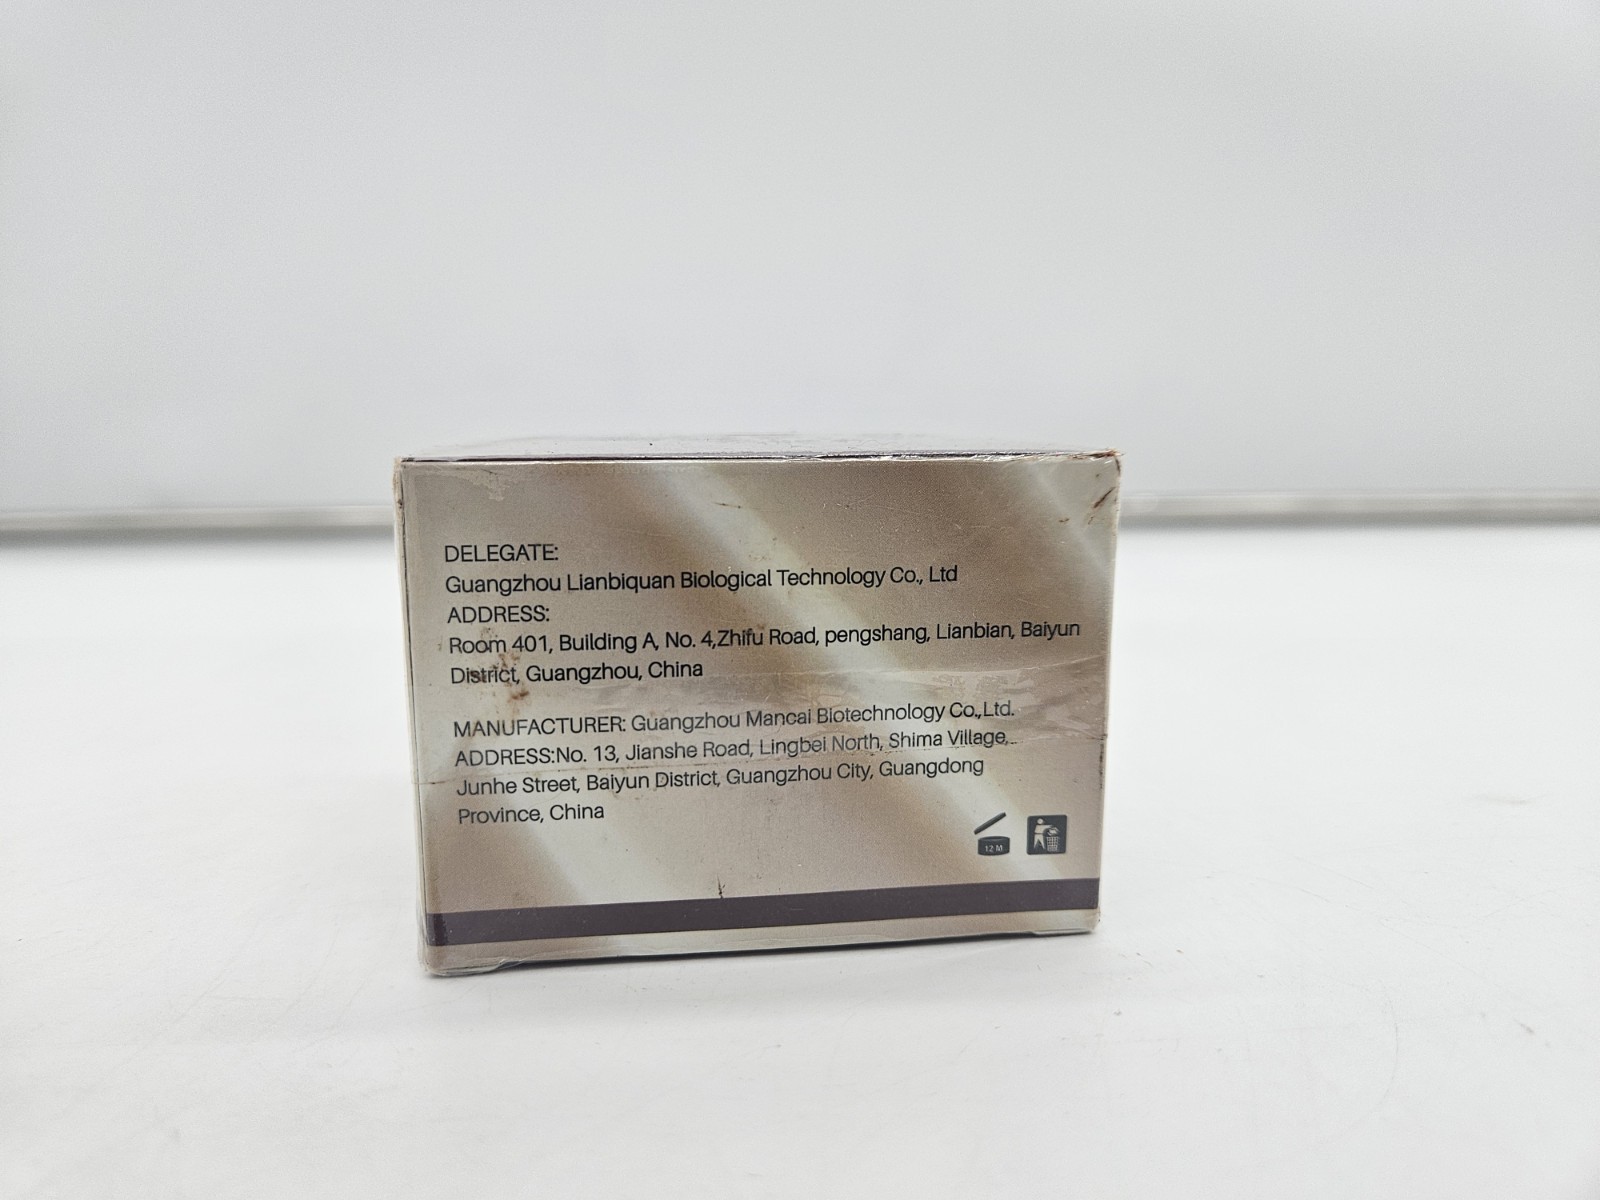 DELEGATE:
Guangzhou Lianbiquan Biological Technology Co., Ltd
ADDRESS:
Room 401, Building A, No. 4,Zhifu Road, pengshang, Lianbian, Baiyun
District, Guangzhou, China
MANUFACTURER: Guangzhou Mancai Biotechnology Co.,Ltd.
ADDRESS:No. 13, Jianshe Road, Lingbei North, Shima Village,
Junhe Street, Baiyun District, Guangzhou City, Guangdong
Province, China
12 M